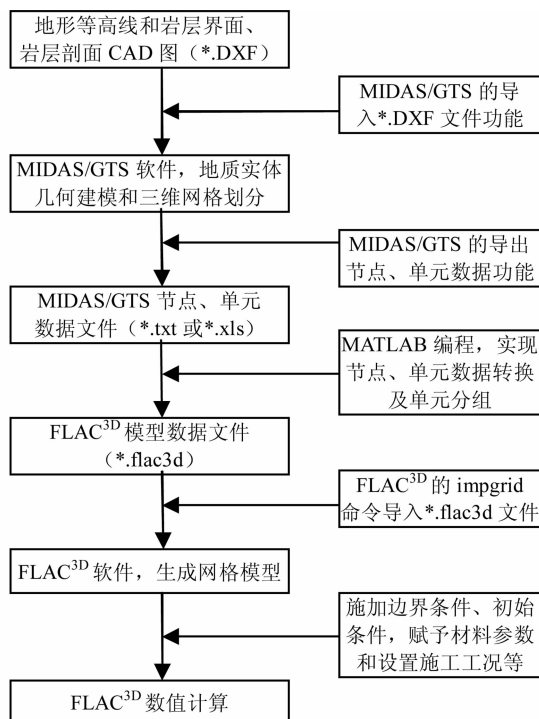 地形等高线和岩层界面、
岩层剖面 CAD 图（*.DXF）
MIDAS/GTS 的导
入*.DXF 文件功能
MIDAS/GTS 软件，地质实体
几何建模和三维网格划分
MIDAS/GTS 的导出
节点、单元数据功能
MIDAS/GTS 节点、单元
数据文件（*.txt 或*.xls）
MATLAB 编程，实现
节点、单元数据转换
及单元分组
FLAC3D 模型数据文件
（*.flac3d）
FLAC3D 的 impgrid
命令导入*.flac3d 文件
FLAC3D 软件，生成网格模型
施加边界条件、初始
条件，赋予材料参数
和设置施工工况等
FLAC3D 数值计算